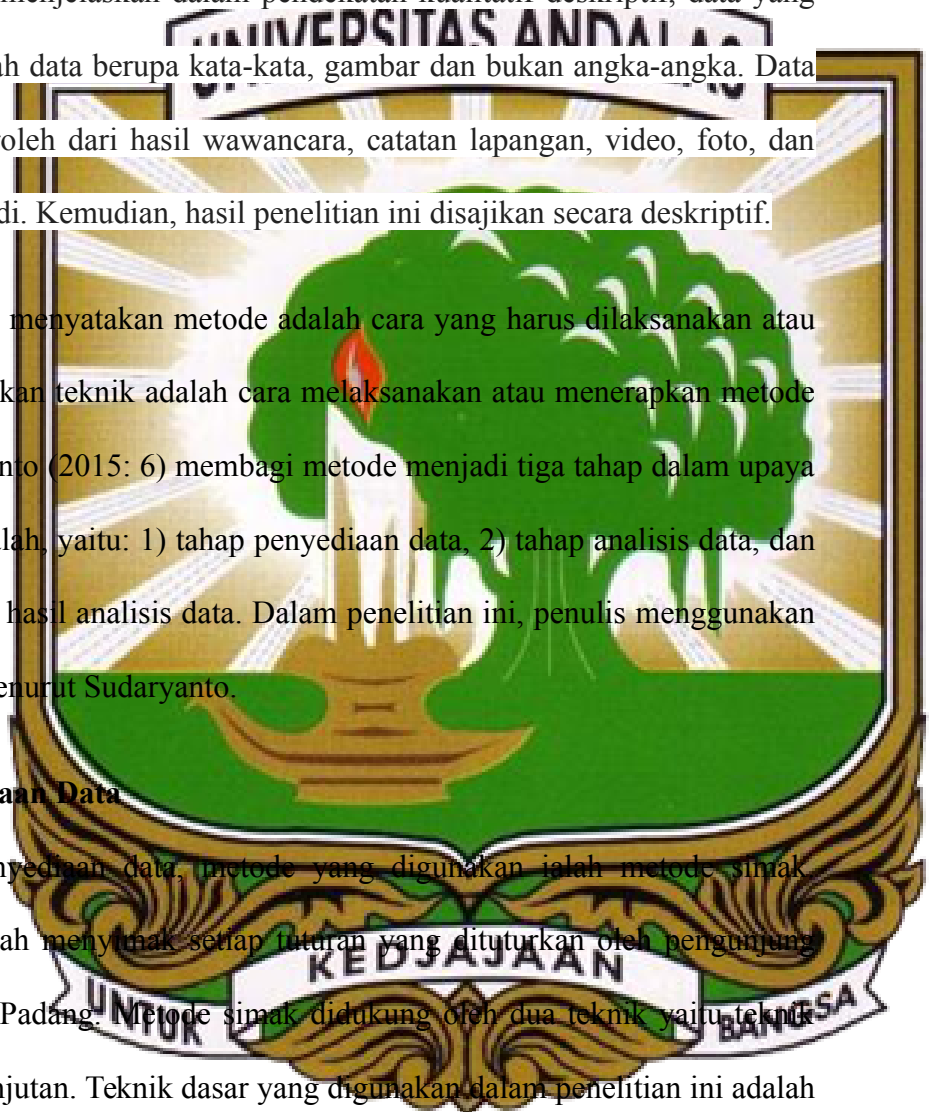 menjelaskan dalam pendekatan kualitatif deskriptif, data yang
UNIVERSITAS ANDALAS
ah data berupa kata-kata, gambar dan bukan angka-angka. Data
roleh dari hasil wawancara, catatan lapangan, video, foto, dan
di. Kemudian, hasil penelitian ini disajikan secara deskriptif.
menyatakan metode adalah cara yang harus dilaksanakan atau
kan teknik adalah cara melaksanakan atau menerapkan metode
nto (2015: 6) membagi metode menjadi tiga tahap dalam upaya
alah, yaitu: 1) tahap penyediaan data, 2) tahap analisis data, dan
hasil analisis data. Dalam penelitian ini, penulis menggunakan
enurut Sudaryanto.
aan Data
nyediaan data, metode yang digunakan ialah metode simak.
lah menyimak setiap tuturan yang dituturkan oleh pengunjung
KEDJAJAAN
Padang. Metode simak didukung oleh dua teknik yaitu teknik
UNTUK BANGSA
njutan. Teknik dasar yang digunakan dalam penelitian ini adalah